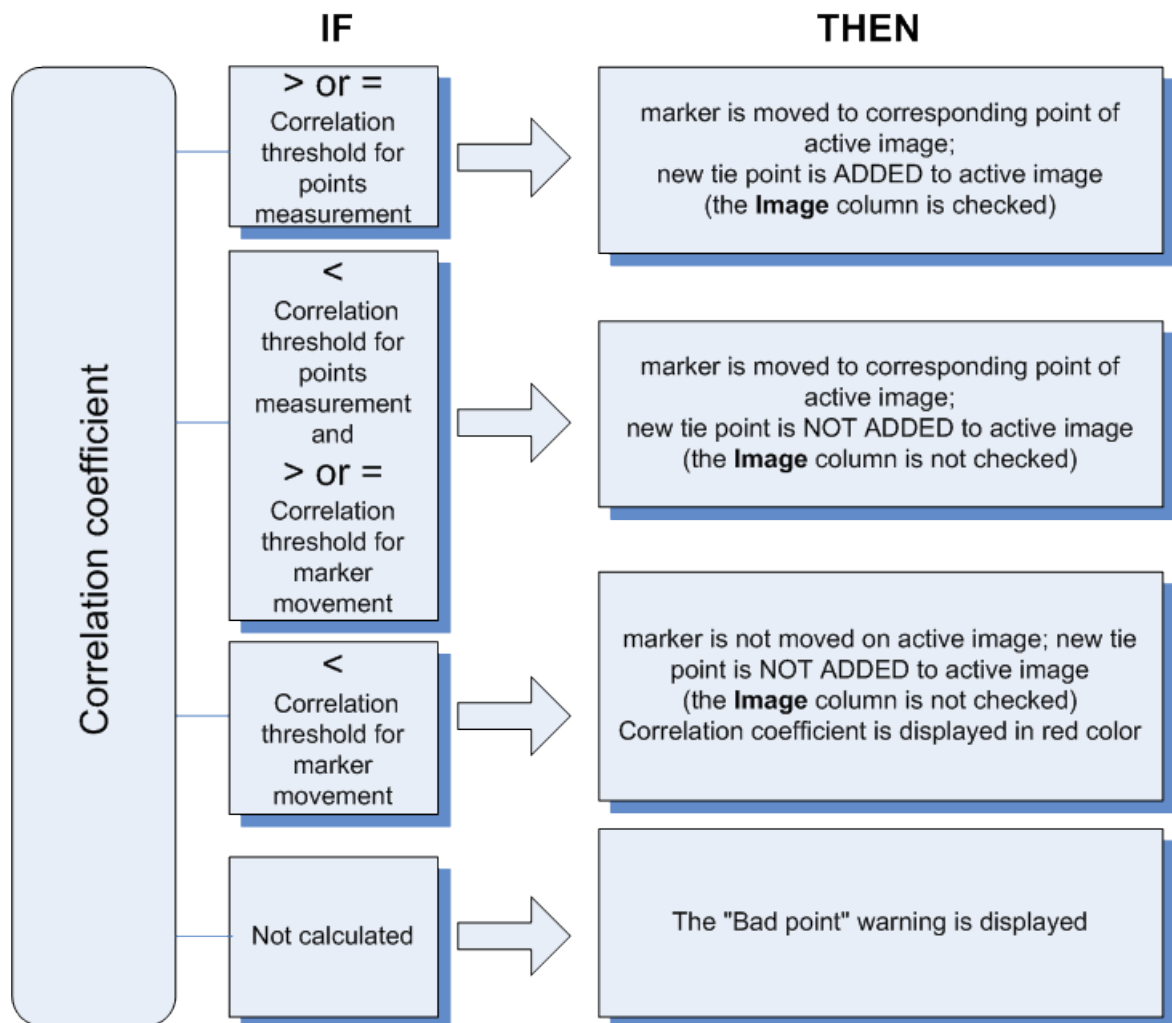 IF
THEN
Correlation coefficient
> or =
Correlation
threshold for
points
measurement
marker is moved to corresponding point of
active image;
new tie point is ADDED to active image
(the Image column is checked)
<
Correlation
threshold for
points
measurement
and
> or =
Correlation
threshold for
marker
movement
marker is moved to corresponding point of
active image;
new tie point is NOT ADDED to active image
(the Image column is not checked)
<
Correlation
threshold for
marker
movement
marker is not moved on active image; new tie
point is NOT ADDED to active image
(the Image column is not checked)
Correlation coefficient is displayed in red color
Not calculated
The "Bad point" warning is displayed